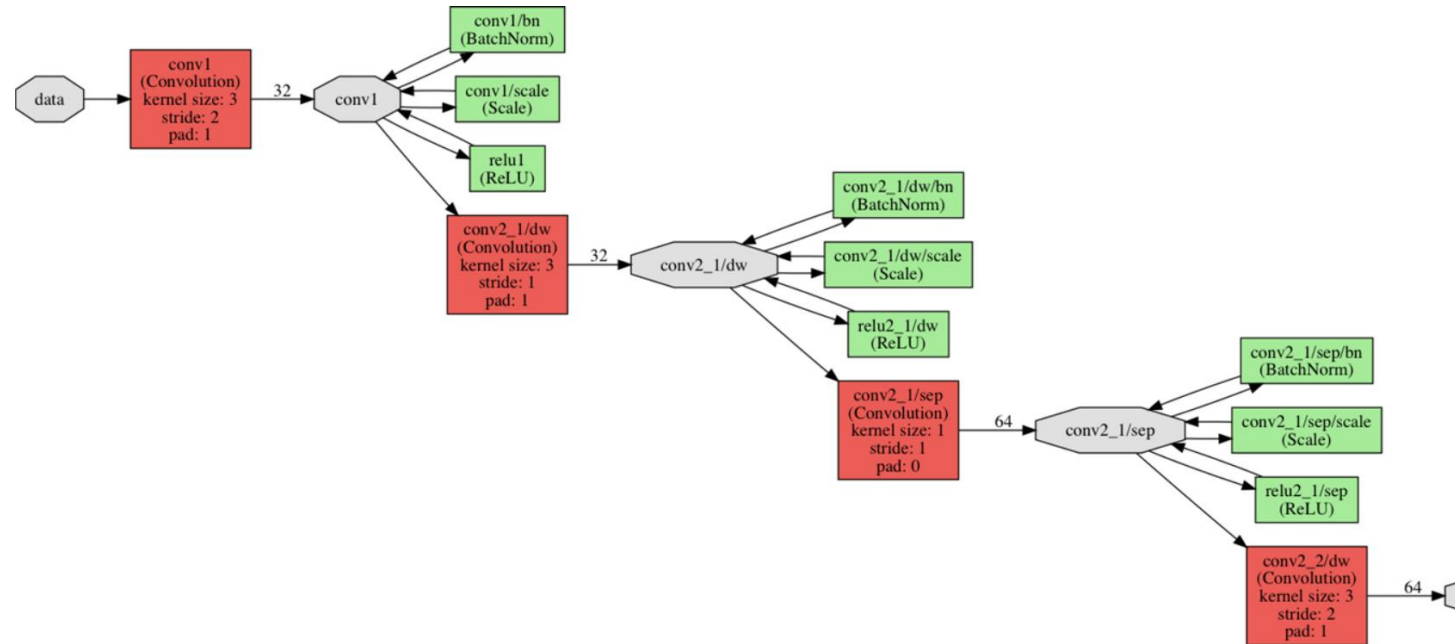 data
conv1
(Convolution)
kernel size: 3
stride: 2
pad: 1
32
conv1
conv1/bn
(BatchNorm)
conv1/scale
(Scale)
relu1
(ReLU)
conv2_1/dw
(Convolution)
kernel size: 3
stride: 1
pad: 1
32
conv2_1/dw
conv2_1/dw/bn
(BatchNorm)
conv2_1/dw/scale
(Scale)
relu2_1/dw
(ReLU)
conv2_1/sep
(Convolution)
kernel size: 1
stride: 1
pad: 0
64
conv2_1/sep
conv2_1/sep/bn
(BatchNorm)
conv2_1/sep/scale
(Scale)
relu2_1/sep
(ReLU)
conv2_2/dw
(Convolution)
kernel size: 3
stride: 2
pad: 1
64